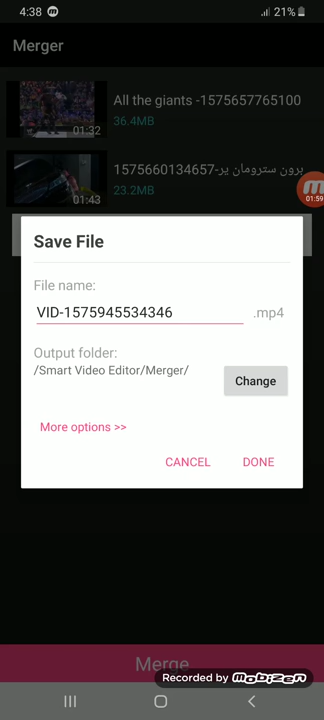 4:38
21%
Merger
All the giants -1575657765100
36.4MB
01:32
برون سترومان ير-1575660134657
23.2MB
01:43
01:59
Save File
File name:
VID-1575945534346
.mp4
Output folder:
/Smart Video Editor/Merger/
Change
More options >>
CANCEL
DONE
Merge
Recorded by mobizen